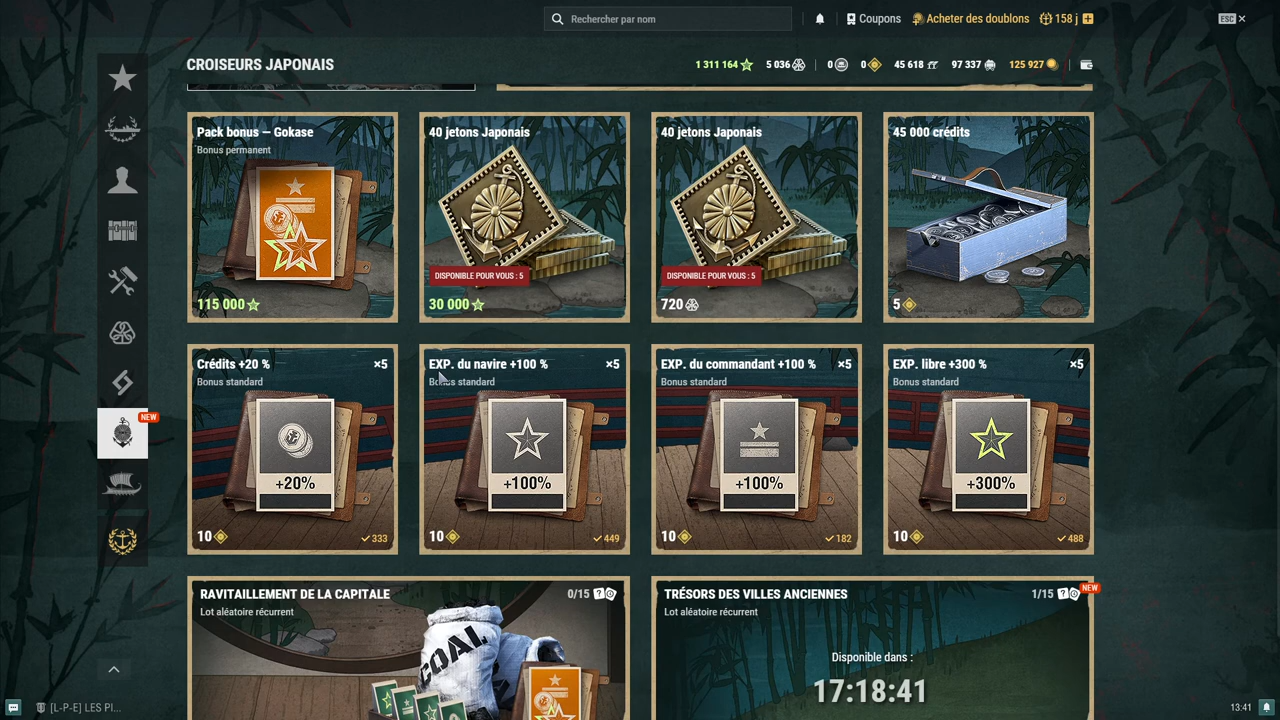 Rechercher par nom
Coupons
Acheter des doublons
158 j
ESC
CROISEURS JAPONAIS
1 311 164
5 036
0
0
45 618
97 337
125 927
Pack bonus — Gokase
Bonus permanent
115 000
40 jetons Japonais
DISPONIBLE POUR VOUS : 5
30 000
40 jetons Japonais
DISPONIBLE POUR VOUS : 5
720
45 000 crédits
5
NEW
Crédits +20 %
×5
Bonus standard
+20%
10
333
EXP. du navire +100 %
×5
Bonus standard
+100%
10
449
EXP. du commandant +100 %
×5
Bonus standard
+100%
10
182
EXP. libre +300 %
×5
Bonus standard
+300%
10
488
RAVITAILLEMENT DE LA CAPITALE
0/15
Lot aléatoire récurrent
COAL
TRÉSORS DES VILLES ANCIENNES
1/15
NEW
Lot aléatoire récurrent
Disponible dans :
17:18:41
[L-P-E] LES PI...
13:41